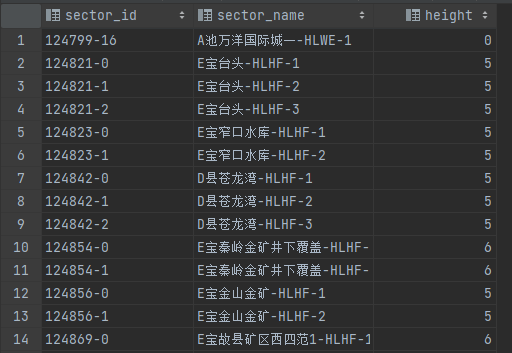 sector_id sector_name height
1 124799-16 A池万洋国际城一-HLWE-1 0
2 124821-0 E宝台头-HLHF-1 5
3 124821-1 E宝台头-HLHF-2 5
4 124821-2 E宝台头-HLHF-3 5
5 124823-0 E宝窄口水库-HLHF-1 5
6 124823-1 E宝窄口水库-HLHF-2 5
7 124842-0 D县苍龙湾-HLHF-1 5
8 124842-1 D县苍龙湾-HLHF-2 5
9 124842-2 D县苍龙湾-HLHF-3 5
10 124854-0 E宝秦岭金矿井下覆盖-HLHF- 6
11 124854-1 E宝秦岭金矿井下覆盖-HLHF- 6
12 124856-0 E宝金山金矿-HLHF-1 5
13 124856-1 E宝金山金矿-HLHF-2 5
14 124869-0 E宝故县矿区西四范1-HLHF-1 6